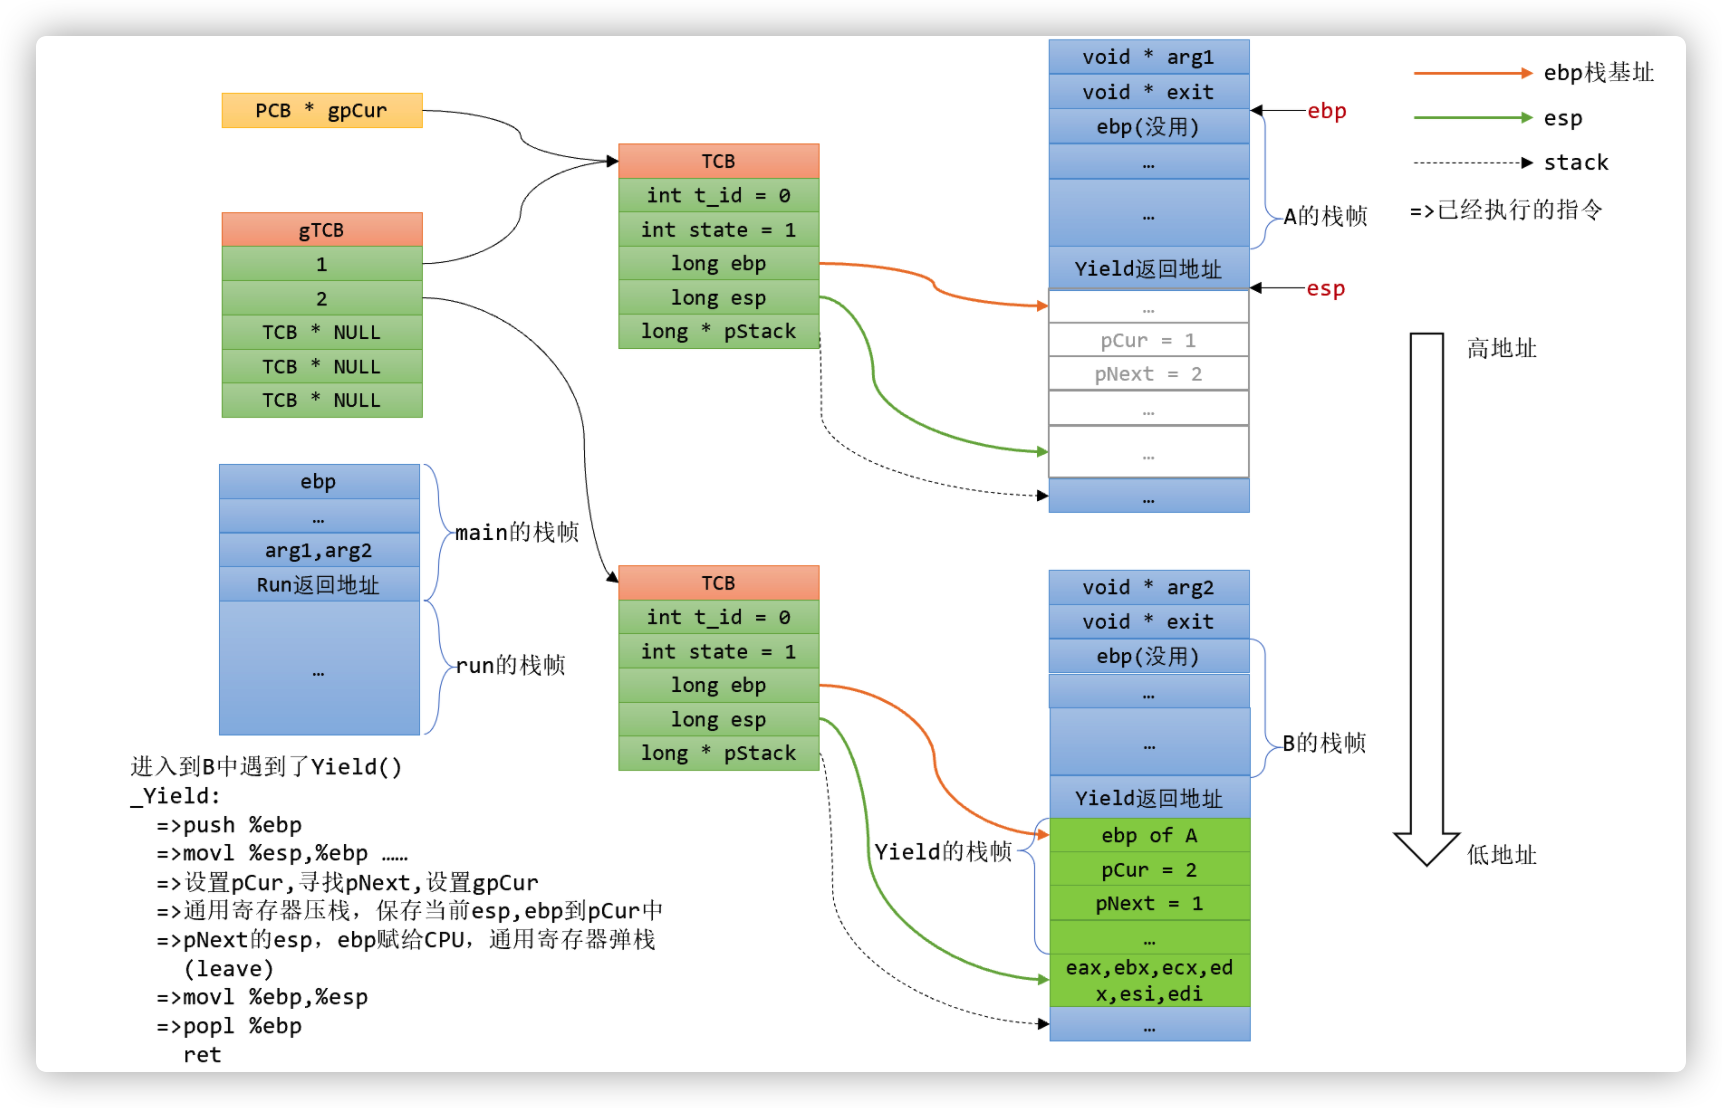 PCB * gpCur
gTCB
1
2
TCB * NULL
TCB * NULL
TCB * NULL
ebp
…
arg1,arg2
Run返回地址
…
main的栈帧
run的栈帧
进入到B中遇到了Yield()
_Yield:
=>push %ebp
=>movl %esp,%ebp ……
=>设置pCur,寻找pNext,设置gpCur
=>通用寄存器压栈，保存当前esp,ebp到pCur中
=>pNext的esp，ebp赋给CPU，通用寄存器弹栈
(leave)
=>movl %ebp,%esp
=>popl %ebp
ret
TCB
int t_id = 0
int state = 1
long ebp
long esp
long * pStack
TCB
int t_id = 0
int state = 1
long ebp
long esp
long * pStack
void * arg1
void * exit
ebp(没用)
…
…
Yield返回地址
…
pCur = 1
pNext = 2
…
…
…
ebp
A的栈帧
esp
void * arg2
void * exit
ebp(没用)
…
…
Yield返回地址
ebp of A
pCur = 2
pNext = 1
…
eax,ebx,ecx,ed
x,esi,edi
…
B的栈帧
Yield的栈帧
ebp栈基址
esp
stack
=>已经执行的指令
高地址
低地址